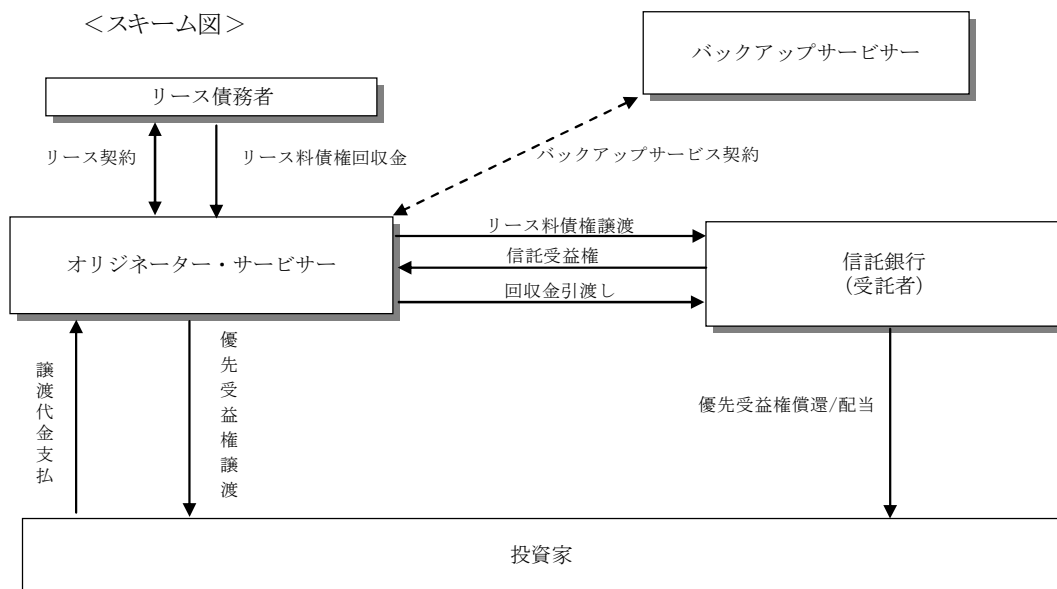 ＜スキーム図＞
バックアップサービサー
リース債務者
リース契約
リース料債権回収金
バックアップサービス契約
オリジネーター・サービサー
リース料債権譲渡
信託受益権
回収金引渡し
信託銀行
(受託者)
譲渡代金支払
優先受益権譲渡
優先受益権償還/配当
投資家